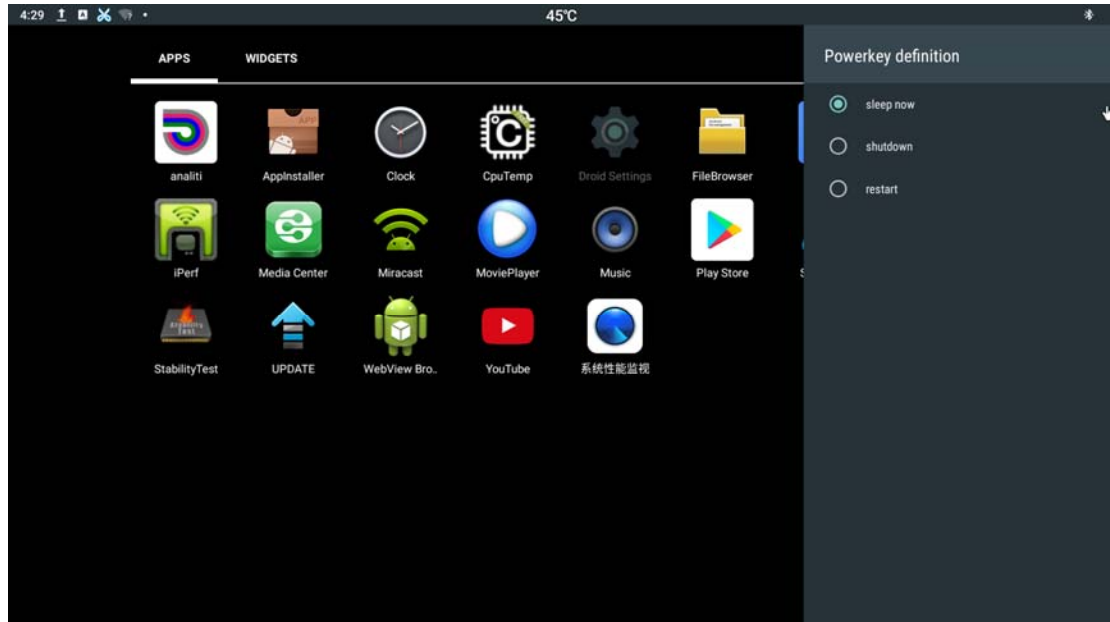 4:29
45°C
APPS WIDGETS
Powerkey definition
sleep now
shutdown
restart
analiti AppInstaller Clock CpuTemp Droid Settings FileBrowser
iPerf Media Center Miracast MoviePlayer Music Play Store S
StabilityTest UPDATE WebView Bro.. YouTube 系统性能监视